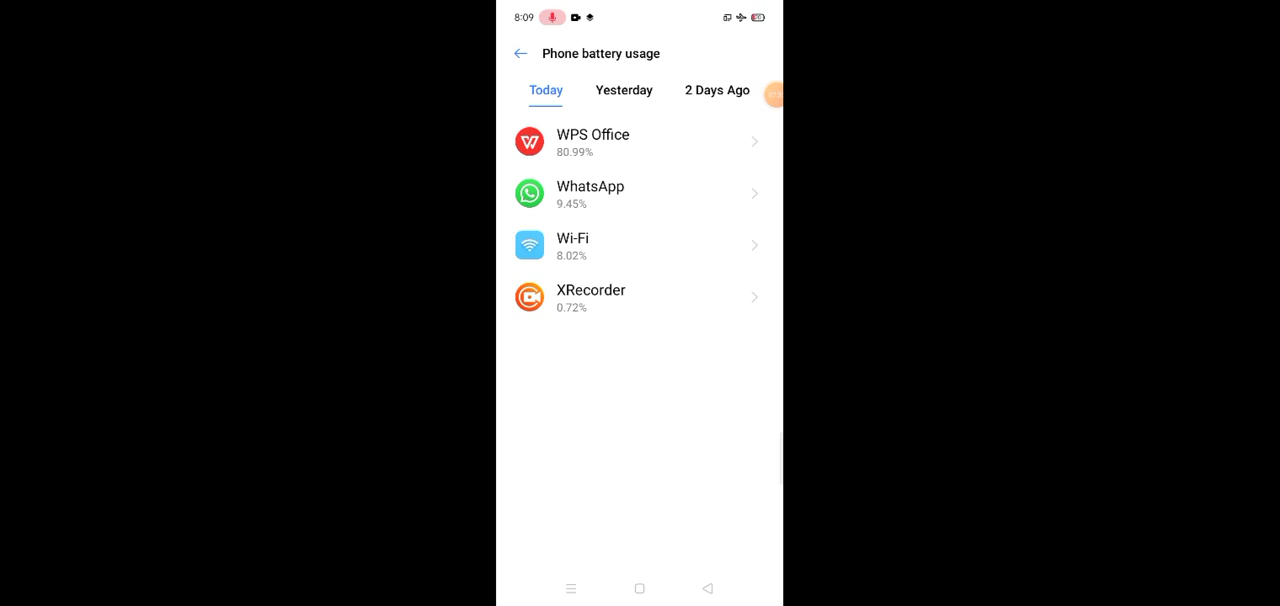 8:09
Phone battery usage
Today Yesterday 2 Days Ago
WPS Office
80.99%
WhatsApp
9.45%
Wi-Fi
8.02%
XRecorder
0.72%